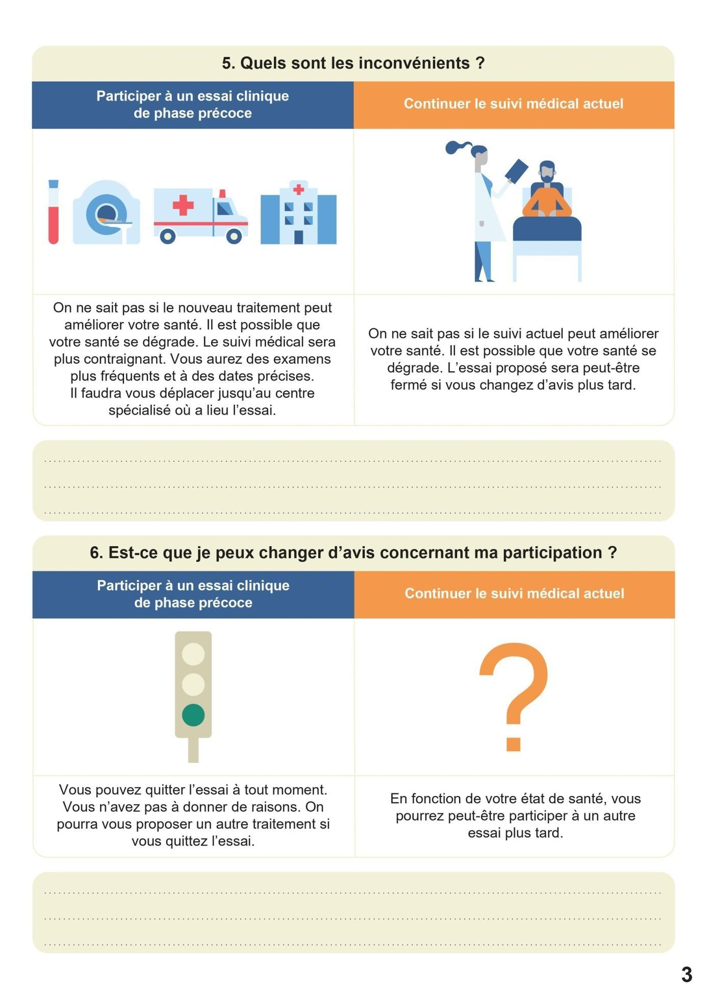 5. Quels sont les inconvénients ?
Participer à un essai clinique
de phase précoce
Continuer le suivi médical actuel
On ne sait pas si le nouveau traitement peut
améliorer votre santé. Il est possible que
votre santé se dégrade. Le suivi médical sera
plus contraignant. Vous aurez des examens
plus fréquents et à des dates précises.
Il faudra vous déplacer jusqu’au centre
spécialisé où a lieu l’essai.
On ne sait pas si le suivi actuel peut améliorer
votre santé. Il est possible que votre santé se
dégrade. L’essai proposé sera peut-être
fermé si vous changez d’avis plus tard.
6. Est-ce que je peux changer d’avis concernant ma participation ?
Participer à un essai clinique
de phase précoce
Continuer le suivi médical actuel
Vous pouvez quitter l’essai à tout moment.
Vous n’avez pas à donner de raisons. On
pourra vous proposer un autre traitement si
vous quittez l’essai.
?
En fonction de votre état de santé, vous
pourrez peut-être participer à un autre
essai plus tard.
3